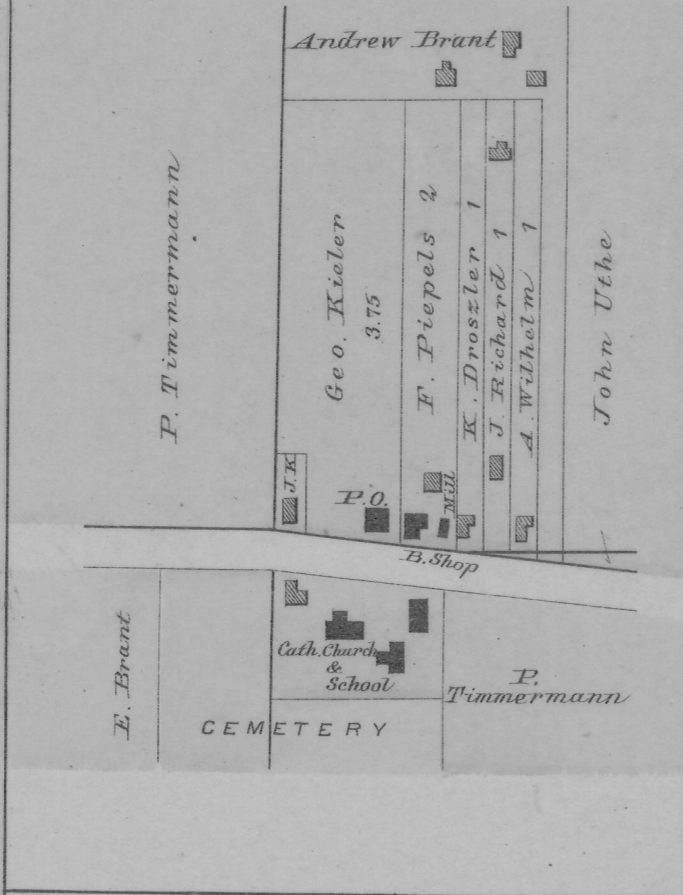 Andrew Brant
P. Timmermann
Geo. Kieler
3.75
F. Piepels 2
K. Droszler 1
J. Richard 1
A. Wilhelm 1
John Uthe
J.K
P.O.
Mill
B. Shop
E. Brant
Cath. Church
&
School
P.
Timmermann
CEMETERY